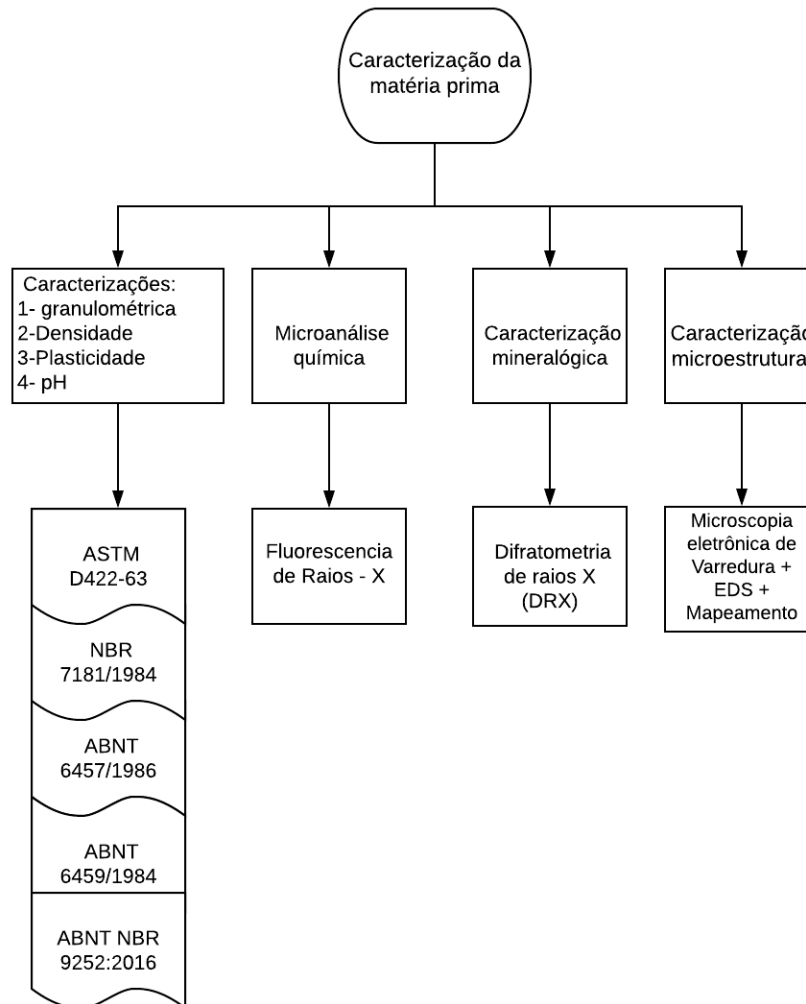 Caracterização da
matéria prima
Caracterizações:
1- granulométrica
2-Densidade
3-Plasticidade
4- pH
Microanálise
química
Caracterização
mineralógica
Caracterização
microestrutura
ASTM
D422-63
NBR
7181/1984
ABNT
6457/1986
ABNT
6459/1984
ABNT NBR
9252:2016
Fluorescencia
de Raios - X
Difratometria
de raios X
(DRX)
Microscopia
eletrônica de
Varredura +
EDS +
Mapeamento